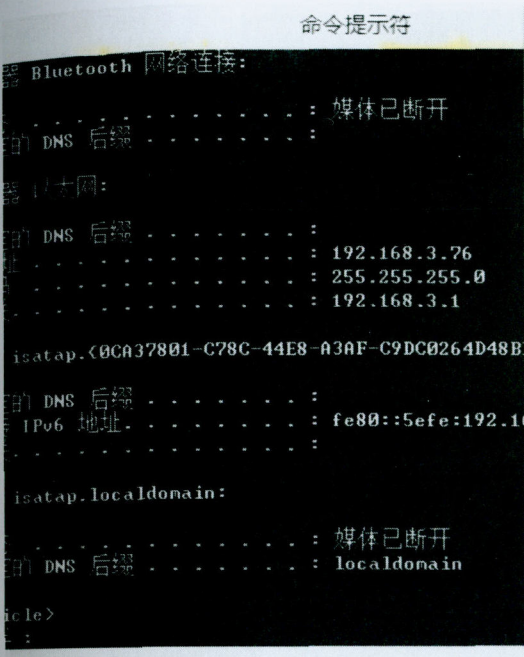 命令提示符
器 Bluetooth 网络连接:
. . . . . . . . . . . . : 媒体已断开
的 DNS 后缀 . . . . . . . :
器 以太网:
的 DNS 后缀 . . . . . . . :
址 . . . . . . . . . . . . : 192.168.3.76
. . . . . . . . . . . . : 255.255.255.0
. . . . . . . . . . . . : 192.168.3.1
isatap.{0CA37801-C78C-44E8-A3AF-C9DC0264D48B
的 DNS 后缀 . . . . . . . :
IPv6 地址. . . . . . . . : fe80::5efe:192.1
. . . . . . . . . . . . :
isatap.localdomain:
. . . . . . . . . . . . : 媒体已断开
的 DNS 后缀 . . . . . . . : localdomain
icle>
: